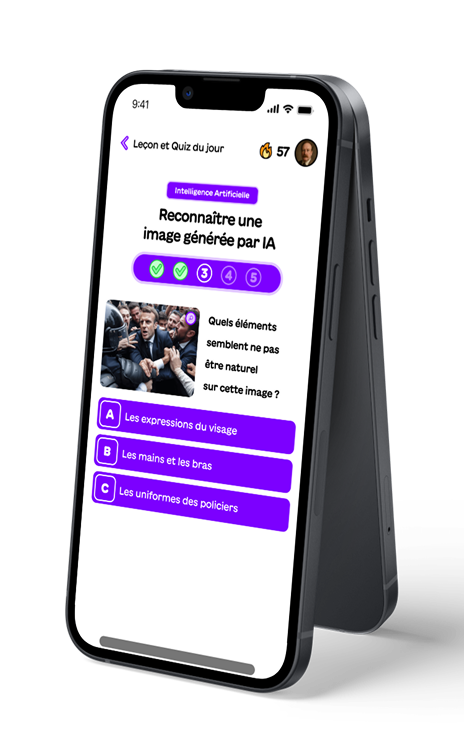 9:41
Leçon et Quiz du jour
57
Intelligence Artificielle
Reconnaître une
image générée par IA
3 4 5
Quels éléments
semblent ne pas
être naturel
sur cette image ?
A Les expressions du visage
B Les mains et les bras
C Les uniformes des policiers